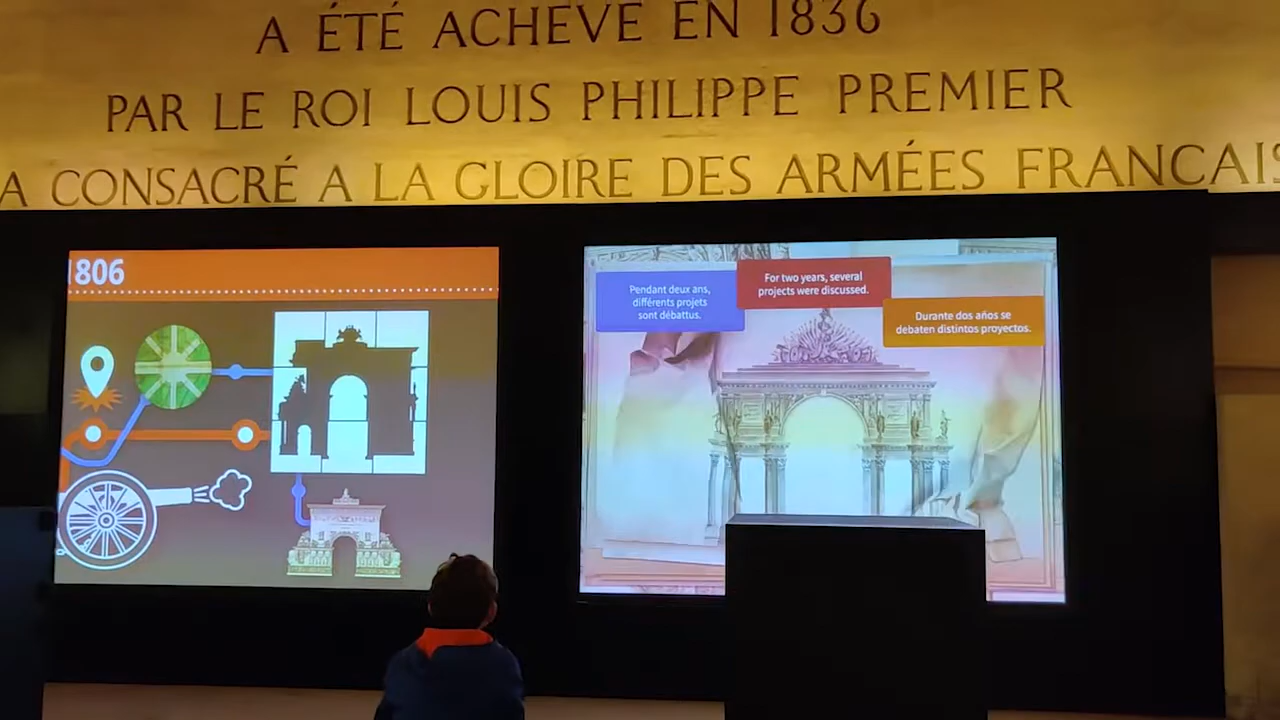 A ÉTÉ ACHEVÉ EN 1836
PAR LE ROI LOUIS PHILIPPE PREMIER
A CONSACRÉ A LA GLOIRE DES ARMÉES FRANCAIS
1806
Pendant deux ans,
différents projets
sont débattus.
For two years, several
projects were discussed.
Durante dos años se
debaten distintos proyectos.